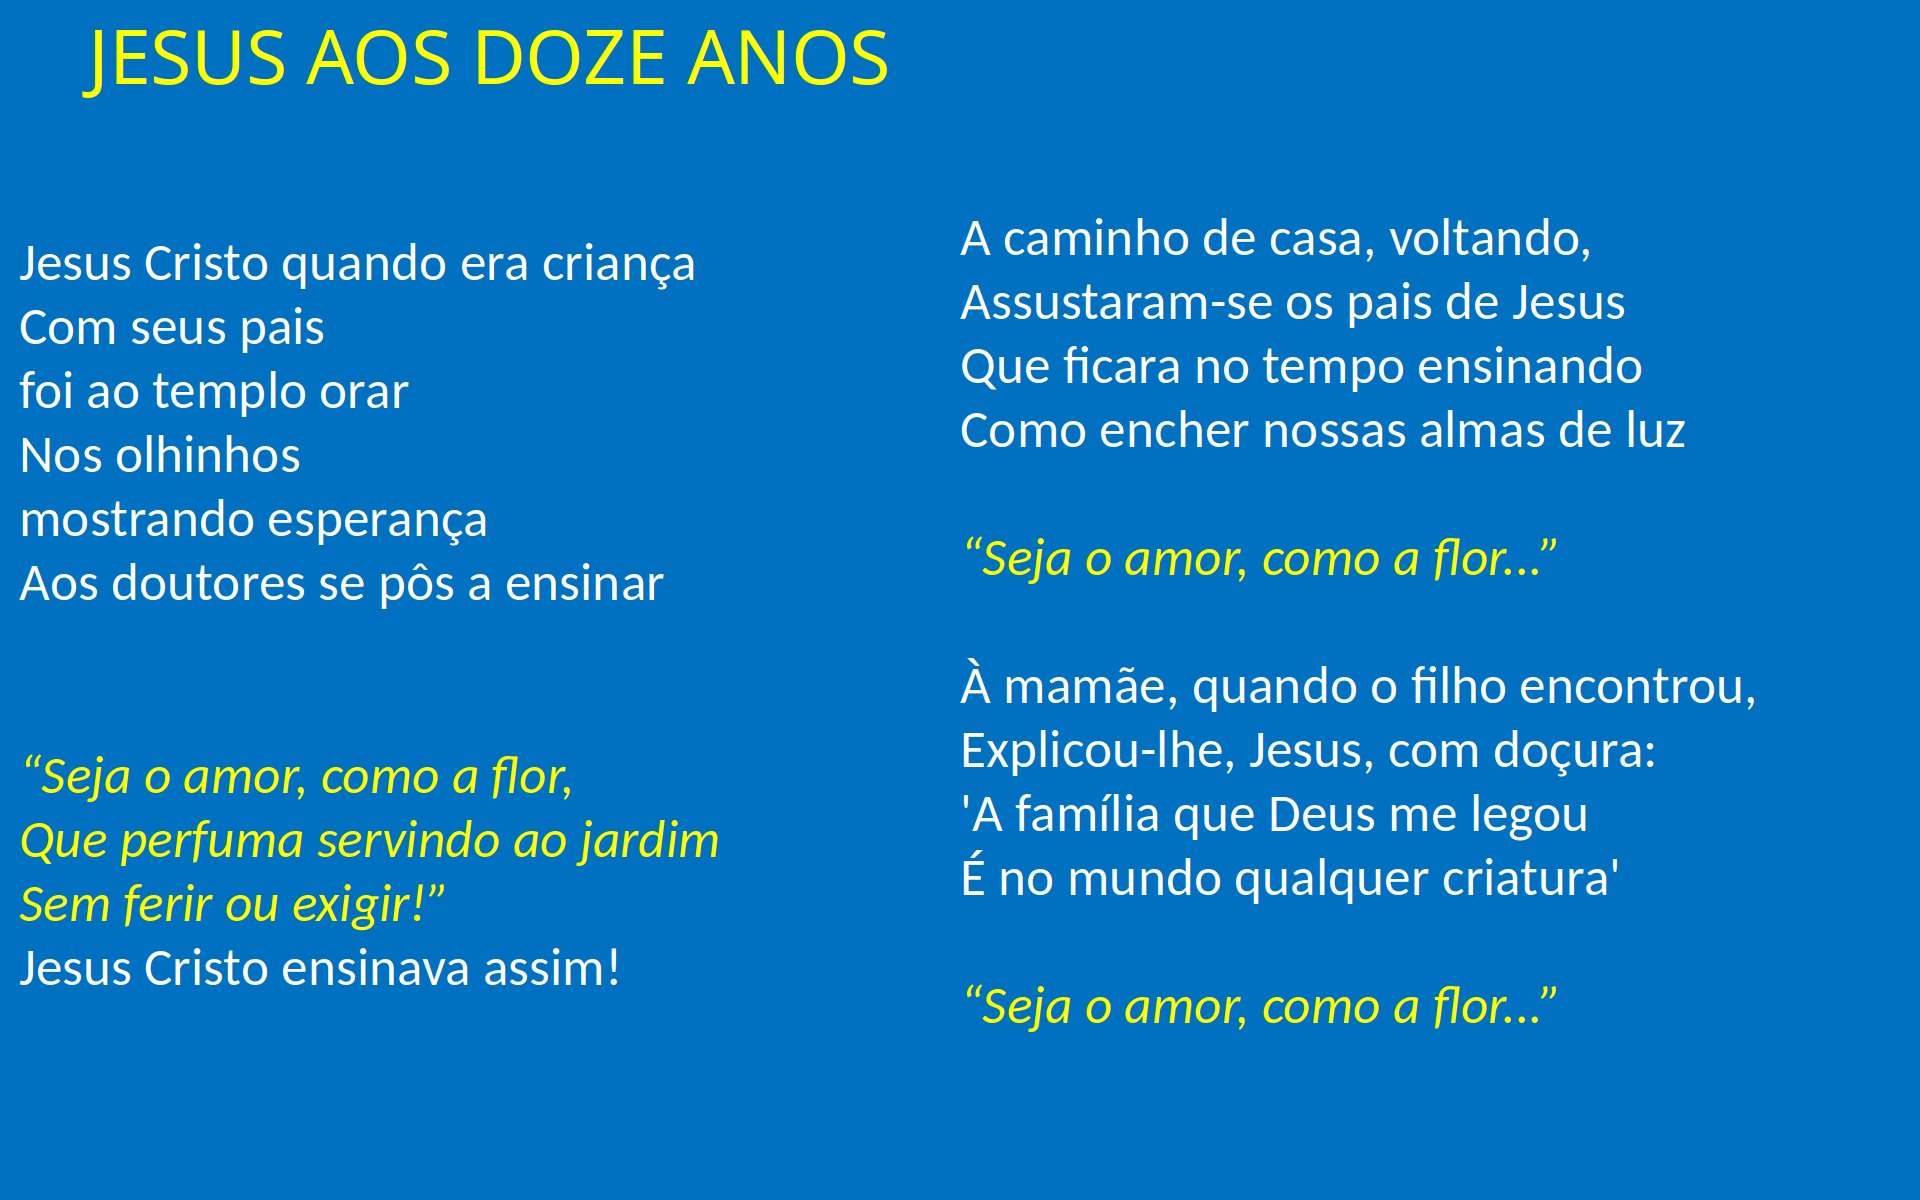 JESUS AOS DOZE ANOS
Jesus Cristo quando era criança
Com seus pais
foi ao templo orar
Nos olhinhos
mostrando esperança
Aos doutores se pôs a ensinar
“Seja o amor, como a flor,
Que perfuma servindo ao jardim
Sem ferir ou exigir!”
Jesus Cristo ensinava assim!
A caminho de casa, voltando,
Assustaram-se os pais de Jesus
Que ficara no tempo ensinando
Como encher nossas almas de luz
“Seja o amor, como a flor...”
À mamãe, quando o filho encontrou,
Explicou-lhe, Jesus, com doçura:
'A família que Deus me legou
É no mundo qualquer criatura'
“Seja o amor, como a flor...”